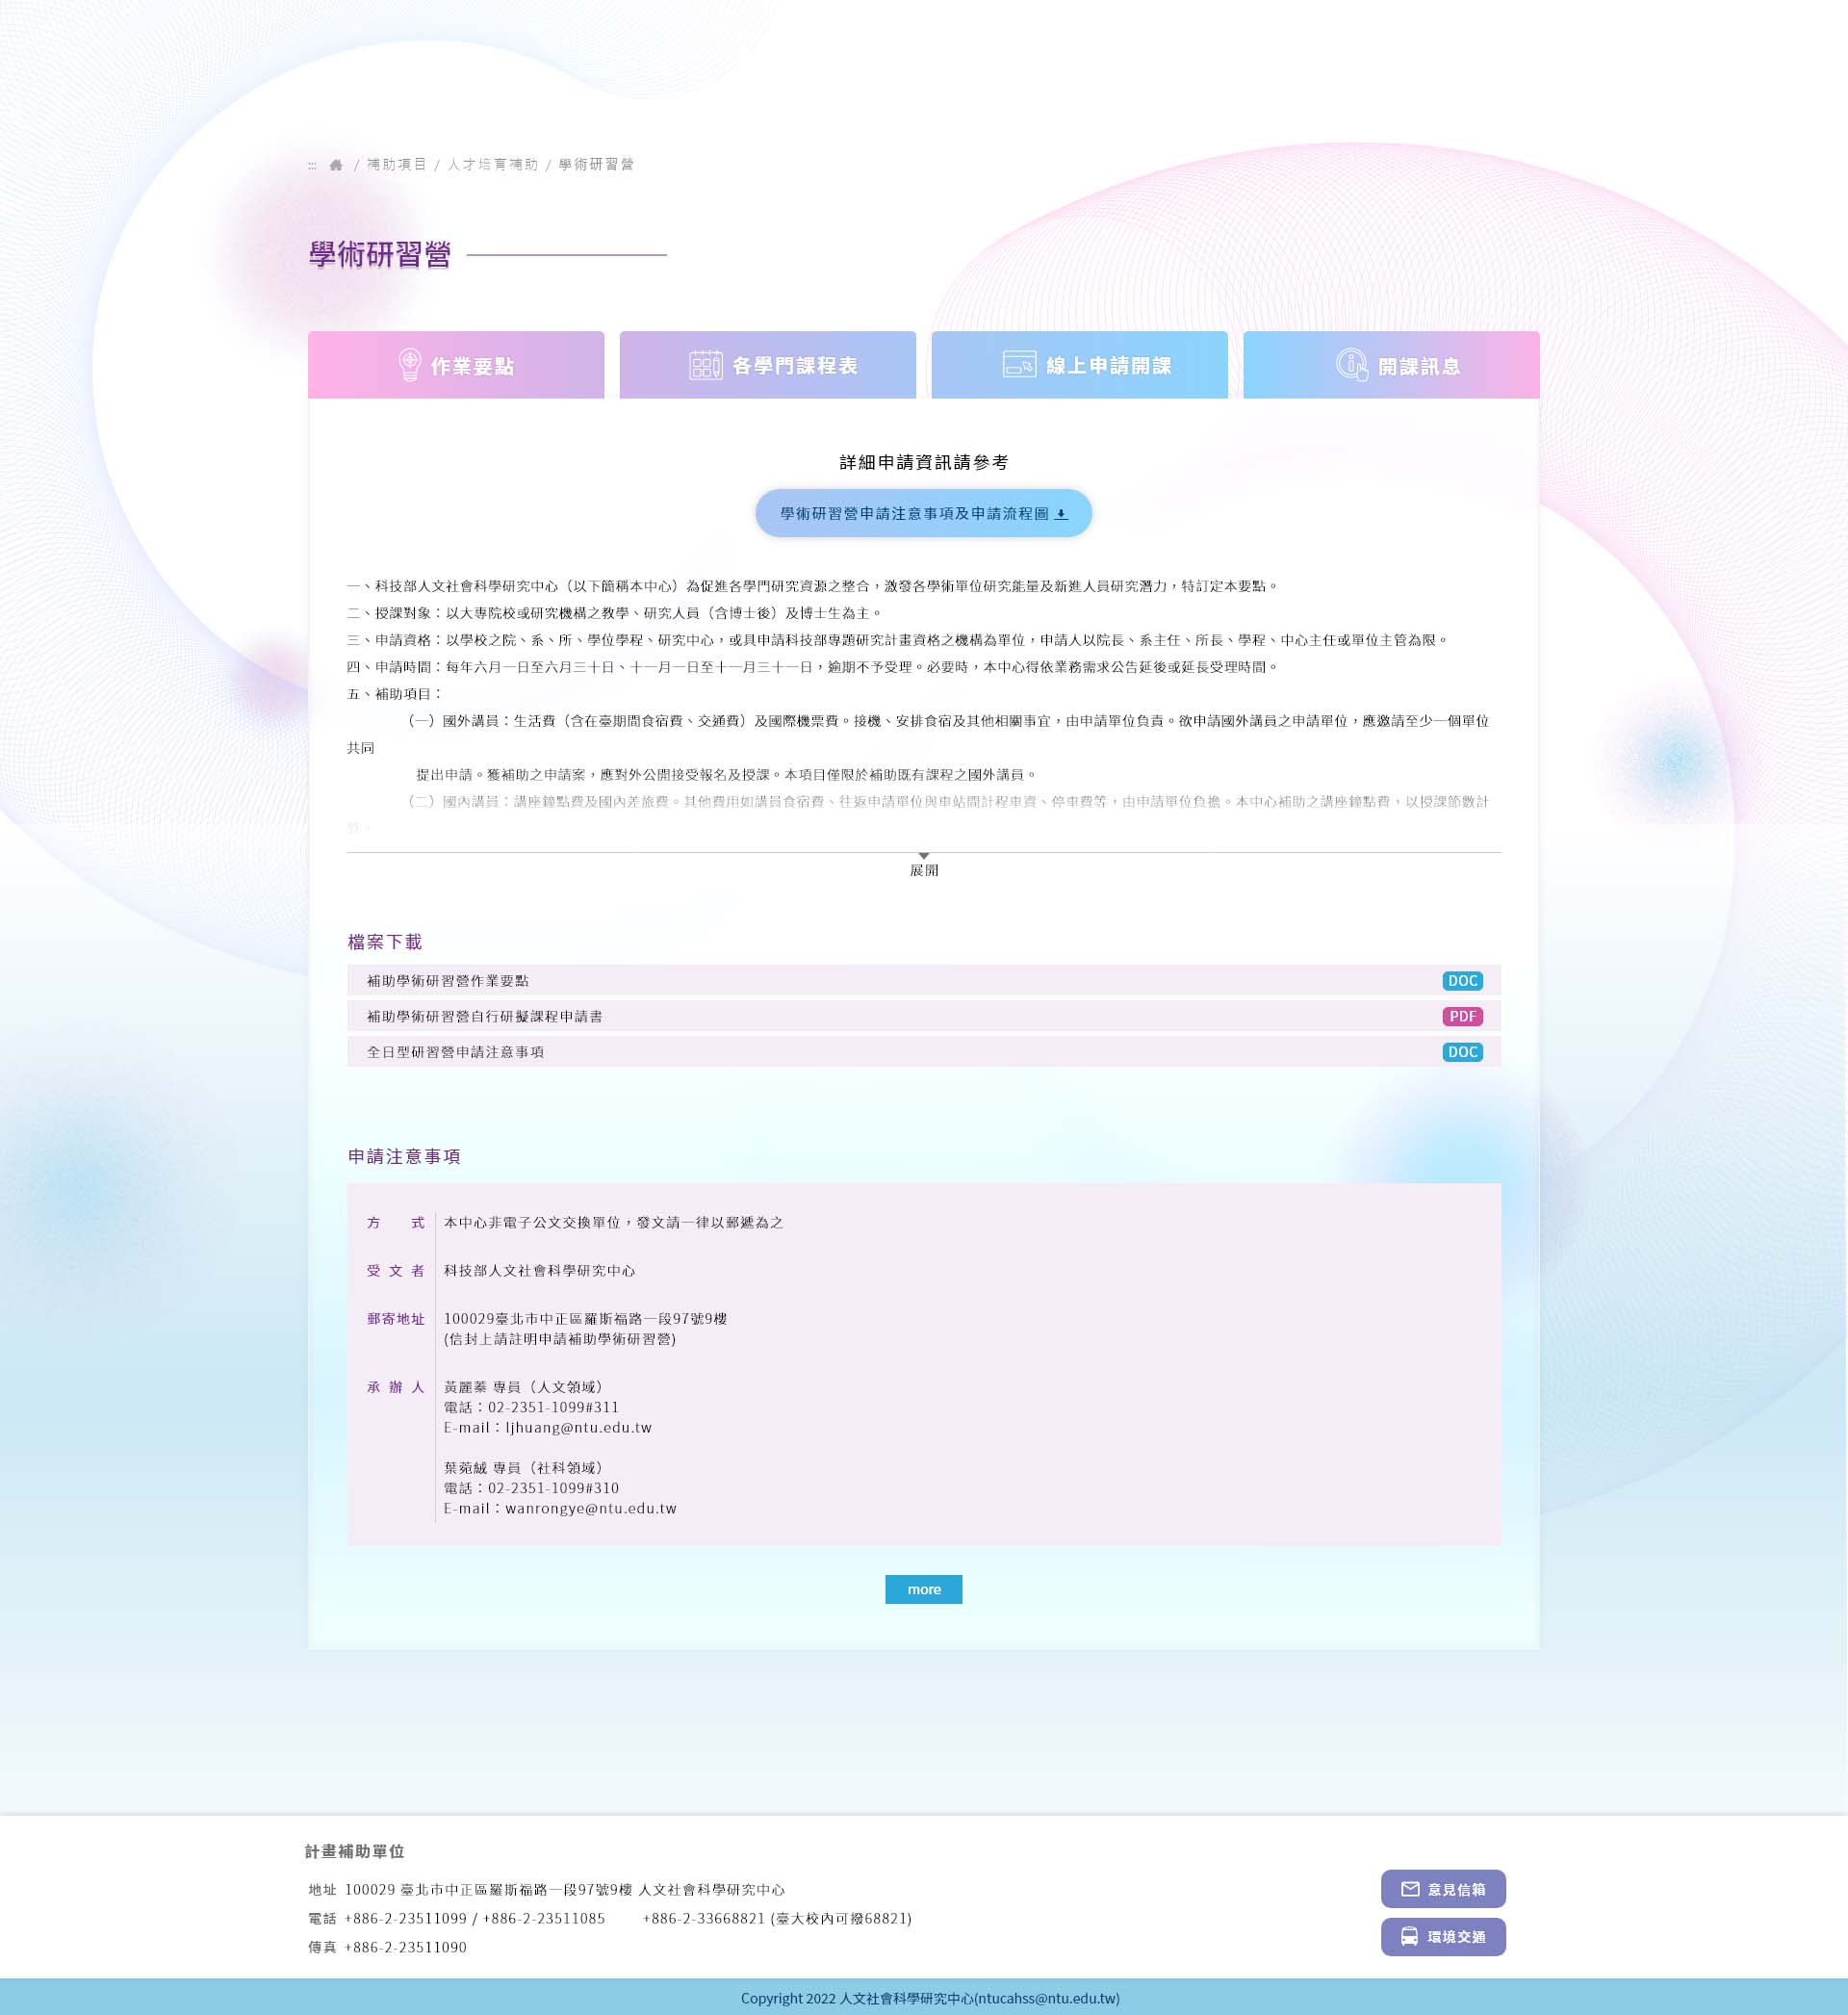 ::: / 補助項目 / 人才培育補助 / 學術研習營
學術研習營
作業要點
各學門課程表
線上申請開課
開課訊息
詳細申請資訊請參考
學術研習營申請注意事項及申請流程圖
一、科技部人文社會科學研究中心（以下簡稱本中心）為促進各學門研究資源之整合，激發各學術單位研究能量及新進人員研究潛力，特訂定本要點。
二、授課對象：以大專院校或研究機構之教學、研究人員（含博士後）及博士生為主。
三、申請資格：以學校之院、系、所、學位學程、研究中心，或具申請科技部專題研究計畫資格之機構為單位，申請人以院長、系主任、所長、學程、中心主任或單位主管為限。
四、申請時間：每年六月一日至六月三十日、十一月一日至十一月三十一日，逾期不予受理。必要時，本中心得依業務需求公告延後或延長受理時間。
五、補助項目：
（一）國外講員：生活費（含在臺期間食宿費、交通費）及國際機票費。接機、安排食宿及其他相關事宜，由申請單位負責。欲申請國外講員之申請單位，應邀請至少一個單位
共同
提出申請。獲補助之申請案，應對外公開接受報名及授課。本項目僅限於補助既有課程之國外講員。
（二）國內講員：講座鐘點費及國內差旅費。其他費用如講員食宿費、往返申請單位與車站間計程車資、停車費等，由申請單位負擔。本中心補助之講座鐘點費，以授課節數計
算。
展開
檔案下載
補助學術研習營作業要點 DOC
補助學術研習營自行研擬課程申請書 PDF
全日型研習營申請注意事項 DOC
申請注意事項
方 式 本中心非電子公文交換單位，發文請一律以郵遞為之
受 文 者 科技部人文社會科學研究中心
郵寄地址 100029臺北市中正區羅斯福路一段97號9樓
(信封上請註明申請補助學術研習營)
承 辦 人 黃麗蓁 專員（人文領域）
電話：02-2351-1099#311
E-mail：ljhuang@ntu.edu.tw
葉菀絨 專員（社科領域）
電話：02-2351-1099#310
E-mail：wanrongye@ntu.edu.tw
more
計畫補助單位
地址 100029 臺北市中正區羅斯福路一段97號9樓 人文社會科學研究中心
電話 +886-2-23511099 / +886-2-23511085 +886-2-33668821 (臺大校內可撥68821)
傳真 +886-2-23511090
意見信箱
環境交通
Copyright 2022 人文社會科學研究中心(ntucahss@ntu.edu.tw)